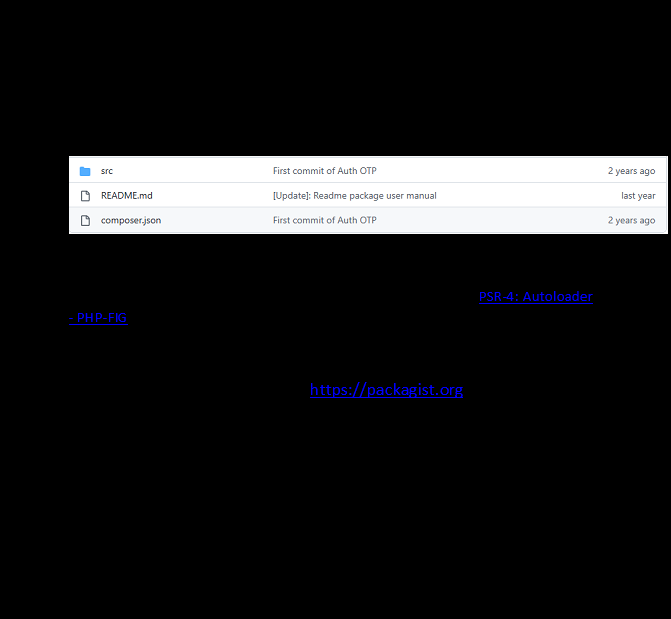 src First commit of Auth OTP 2 years ago
README.md [Update]: Readme package user manual last year
composer.json First commit of Auth OTP 2 years ago
PSR-4: Autoloader
- PHP-FIG
https://packagist.org